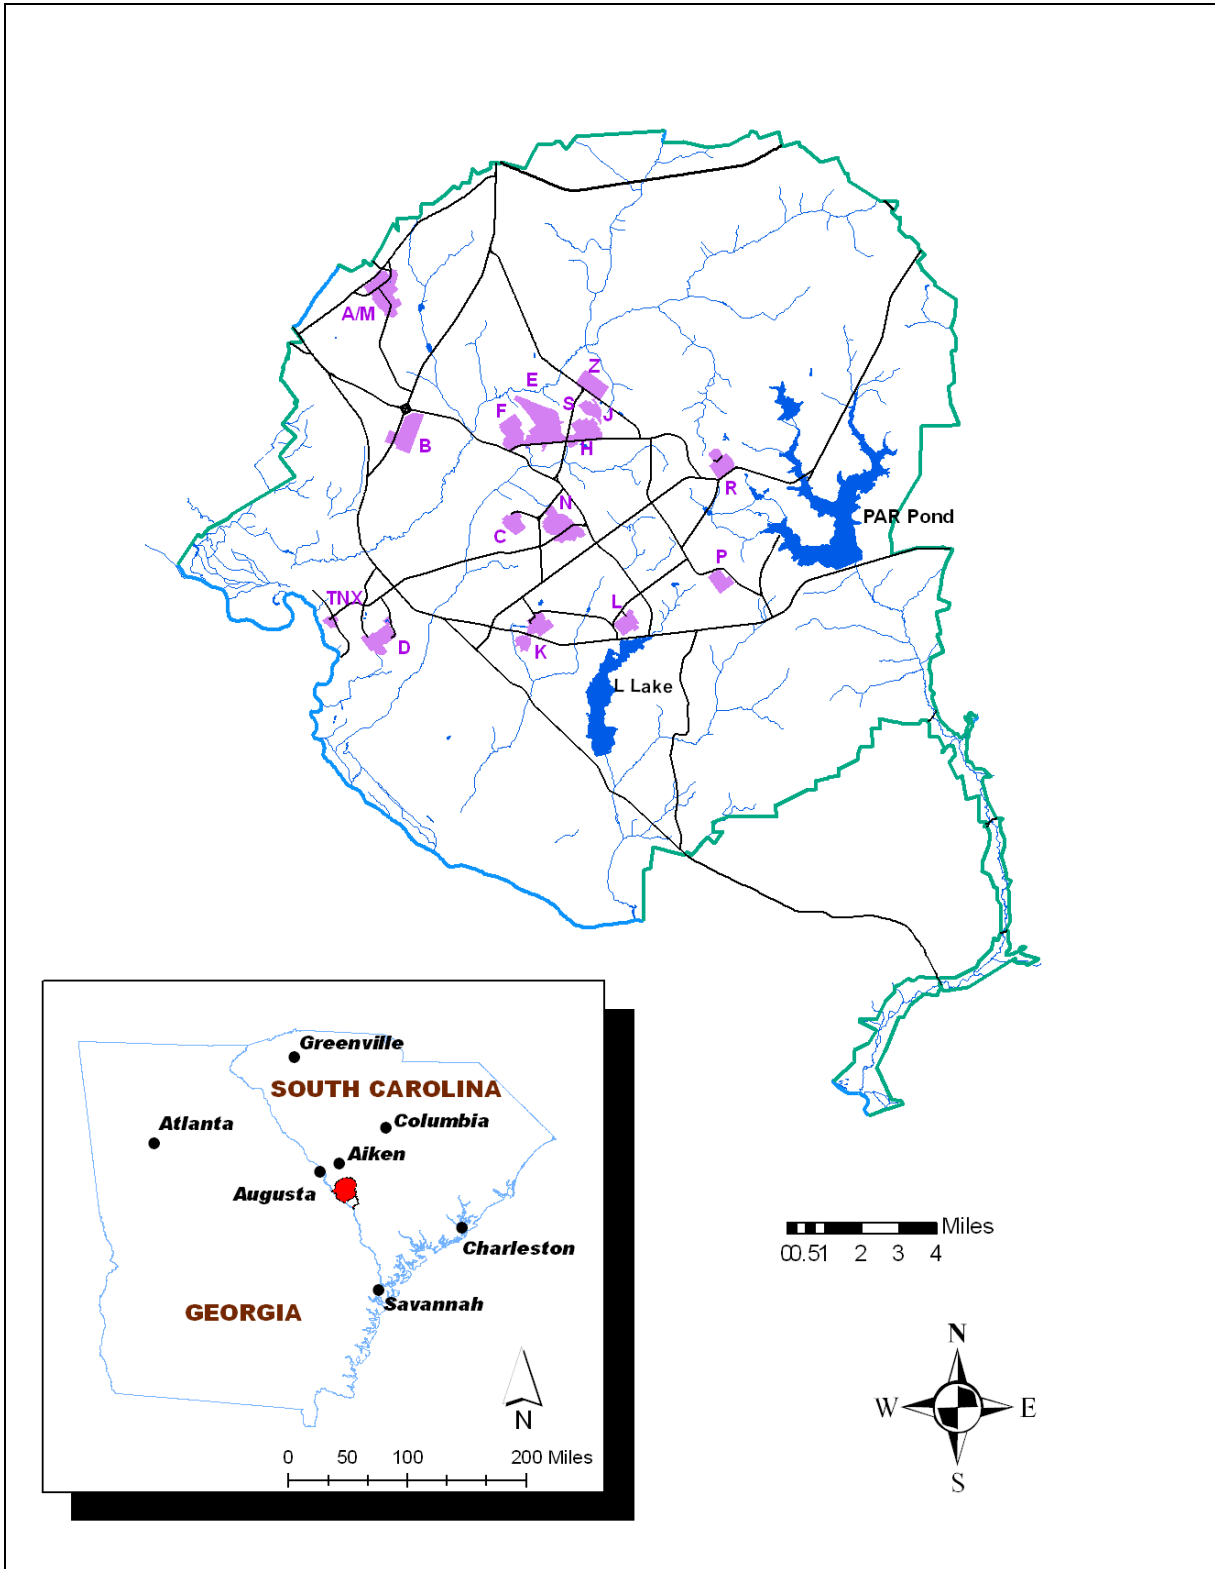 A/M
Z
E
S
J
F
B
H
R
N
PAR Pond
C
P
TNX
L
D
K
L Lake
Greenville
SOUTH CAROLINA
Atlanta
Columbia
Aiken
Augusta
Charleston
Savannah
GEORGIA
N
0 50 100 200 Miles
Miles
00.51 2 3 4
N
W E
S